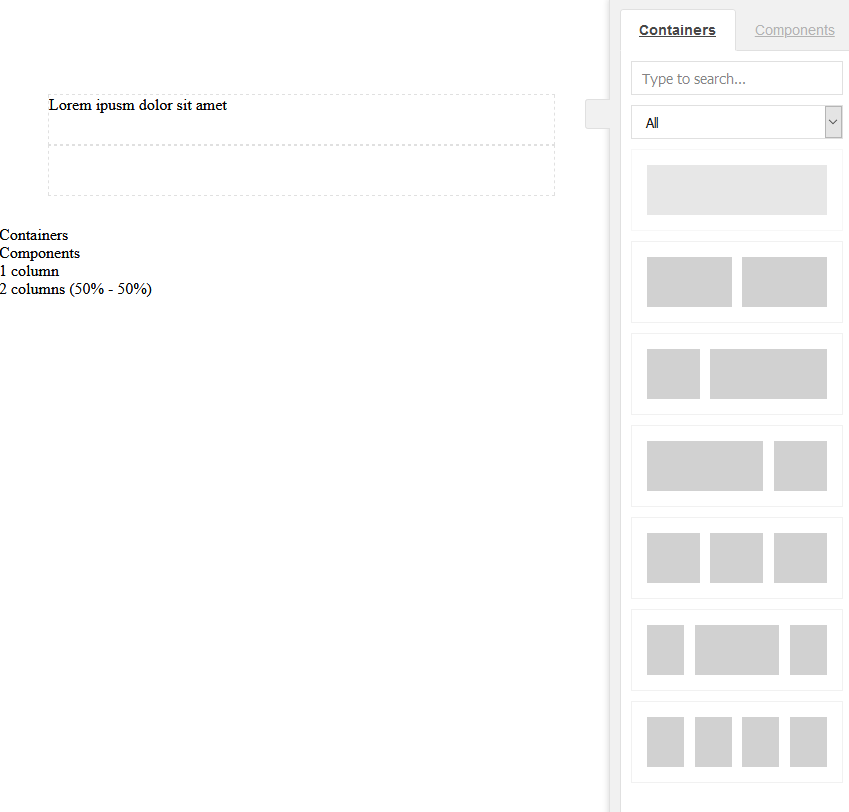 Containers
Components
Type to search...
All
Lorem ipusm dolor sit amet
Containers
Components
1 column
2 columns (50% - 50%)